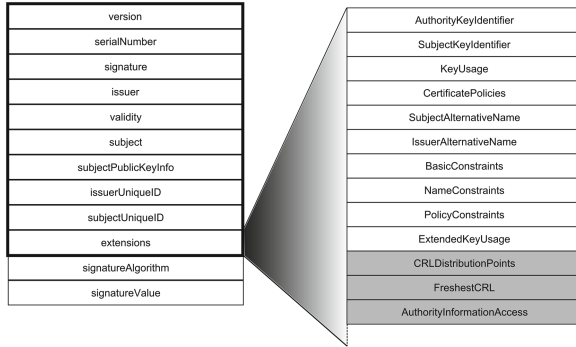 version
serialNumber
signature
issuer
validity
subject
subjectPublicKeyInfo
issuerUniqueID
subjectUniqueID
extensions
signatureAlgorithm
signatureValue
AuthorityKeyIdentifier
SubjectKeyIdentifier
KeyUsage
CertificatePolicies
SubjectAlternativeName
IssuerAlternativeName
BasicConstraints
NameConstraints
PolicyConstraints
ExtendedKeyUsage
CRLDistributionPoints
FreshestCRL
AuthorityInformationAccess